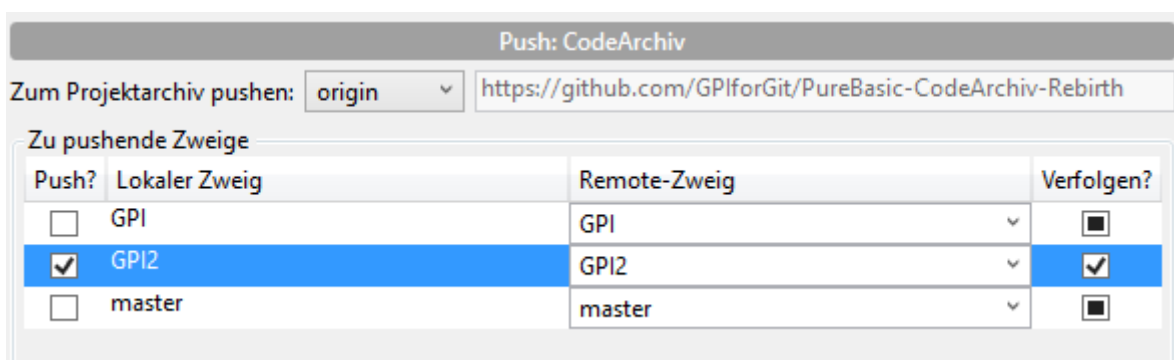 Push: CodeArchiv
Zum Projektarchiv pushen: origin https://github.com/GPIforGit/PureBasic-CodeArchiv-Rebirth
Zu pushende Zweige
Push? Lokaler Zweig Remote-Zweig Verfolgen?
GPI GPI
GPI2 GPI2
master master